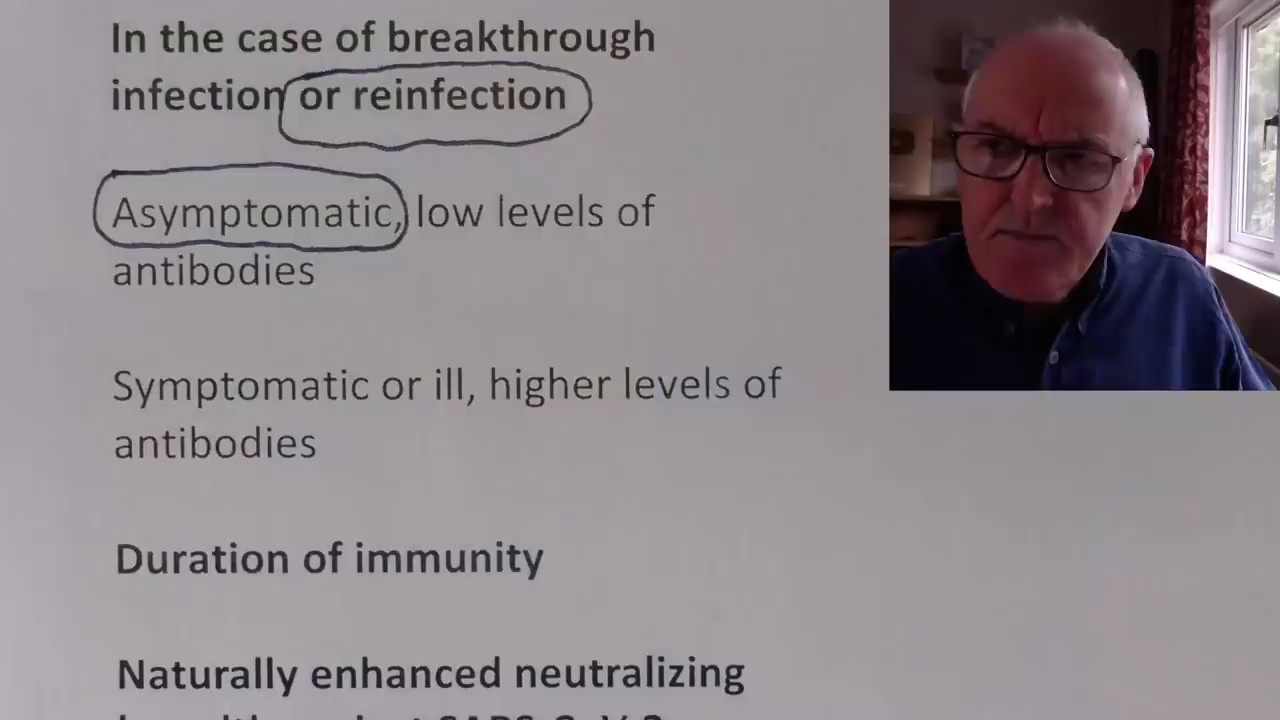 In the case of breakthrough
infection or reinfection
Asymptomatic, low levels of
antibodies
Symptomatic or ill, higher levels of
antibodies
Duration of immunity
Naturally enhanced neutralizing